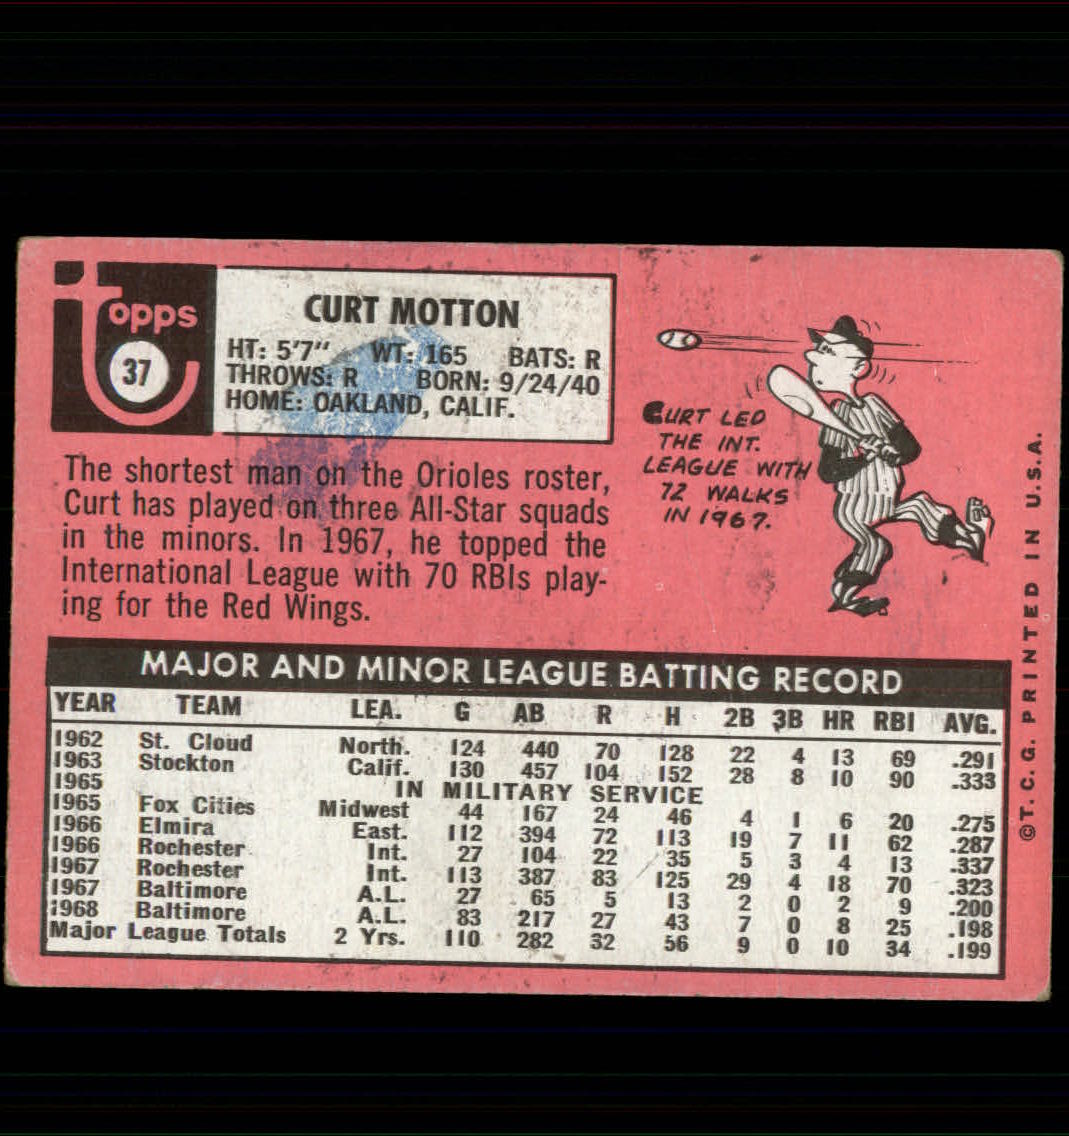 topps
37
CURT MOTTON
HT: 5'7" WT: 165 BATS: R
THROWS: R BORN: 9/24/40
HOME: OAKLAND, CALIF.
The shortest man on the Orioles roster,
Curt has played on three All-Star squads
in the minors. In 1967, he topped the
International League with 70 RBIs play-
ing for the Red Wings.
CURT LED
THE INT.
LEAGUE WITH
72 WALKS
IN 1967.
MAJOR AND MINOR LEAGUE BATTING RECORD
YEAR TEAM LEA. G AB R H 2B 3B HR RBI AVG.
1962 St. Cloud North. 124 440 70 128 22 4 13 69 .291
1963 Stockton Calif. 130 457 104 152 28 8 10 90 .333
1965 IN MILITARY SERVICE
1965 Fox Cities Midwest 44 167 24 46 4 1 6 20 .275
1966 Elmira East. 112 394 72 113 19 7 11 62 .287
1966 Rochester Int. 27 104 22 35 5 3 4 13 .337
1967 Rochester Int. 113 387 83 125 29 4 18 70 .323
1967 Baltimore A.L. 27 65 5 13 2 0 2 9 .200
1968 Baltimore A.L. 83 217 27 43 7 0 8 25 .198
Major League Totals 2 Yrs. 110 282 32 56 9 0 10 34 .199
©T.C.G. PRINTED IN U.S.A.